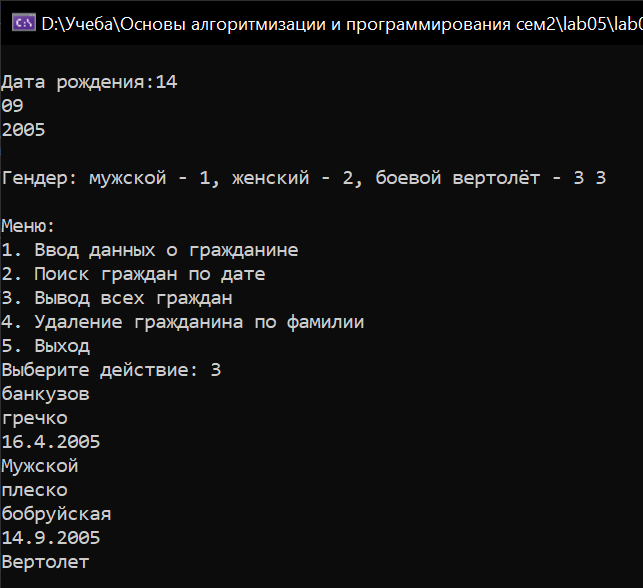 D:\Учеба\Основы алгоритмизации и программирования сем2\lab05\lab0
Дата рождения:14
09
2005
Гендер: мужской - 1, женский - 2, боевой вертолёт - 3 3
Меню:
1. Ввод данных о гражданине
2. Поиск граждан по дате
3. Вывод всех граждан
4. Удаление гражданина по фамилии
5. Выход
Выберите действие: 3
банкузов
гречко
16.4.2005
Мужской
плеско
бобруйская
14.9.2005
Вертолет